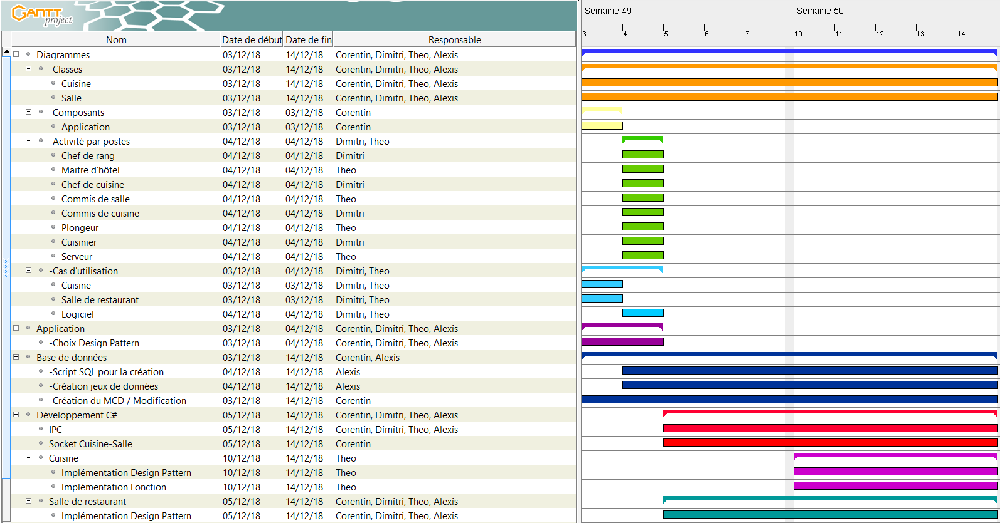 GANTT
project
Semaine 49 Semaine 50
3 4 5 6 7 10 11 12 13 14
Nom Date de début Date de fin Responsable
Diagrammes 03/12/18 14/12/18 Corentin, Dimitri, Theo, Alexis
-Classes 03/12/18 14/12/18 Corentin, Dimitri, Theo, Alexis
Cuisine 03/12/18 14/12/18 Corentin, Dimitri, Theo, Alexis
Salle 03/12/18 14/12/18 Corentin, Dimitri, Theo, Alexis
-Composants 03/12/18 03/12/18 Corentin
Application 03/12/18 03/12/18 Corentin
-Activité par postes 04/12/18 04/12/18 Dimitri, Theo
Chef de rang 04/12/18 04/12/18 Dimitri
Maitre d'hôtel 04/12/18 04/12/18 Theo
Chef de cuisine 04/12/18 04/12/18 Dimitri
Commis de salle 04/12/18 04/12/18 Theo
Commis de cuisine 04/12/18 04/12/18 Dimitri
Plongeur 04/12/18 04/12/18 Theo
Cuisinier 04/12/18 04/12/18 Dimitri
Serveur 04/12/18 04/12/18 Theo
-Cas d'utilisation 03/12/18 04/12/18 Dimitri, Theo
Cuisine 03/12/18 03/12/18 Dimitri, Theo
Salle de restaurant 03/12/18 03/12/18 Dimitri, Theo
Logiciel 04/12/18 04/12/18 Dimitri, Theo
Application 03/12/18 04/12/18 Corentin, Dimitri, Theo, Alexis
-Choix Design Pattern 03/12/18 04/12/18 Corentin, Dimitri, Theo, Alexis
Base de données 03/12/18 14/12/18 Corentin, Alexis
-Script SQL pour la création 04/12/18 14/12/18 Alexis
-Création jeux de données 04/12/18 14/12/18 Alexis
-Création du MCD / Modification 03/12/18 14/12/18 Corentin
Développement C# 05/12/18 14/12/18 Corentin, Dimitri, Theo, Alexis
IPC 05/12/18 14/12/18 Corentin, Dimitri, Theo, Alexis
Socket Cuisine-Salle 05/12/18 14/12/18 Corentin
Cuisine 10/12/18 14/12/18 Theo
Implémentation Design Pattern 10/12/18 14/12/18 Theo
Implémentation Fonction 10/12/18 14/12/18 Theo
Salle de restaurant 05/12/18 14/12/18 Corentin, Dimitri, Theo, Alexis
Implémentation Design Pattern 05/12/18 14/12/18 Corentin, Dimitri, Theo, Alexis